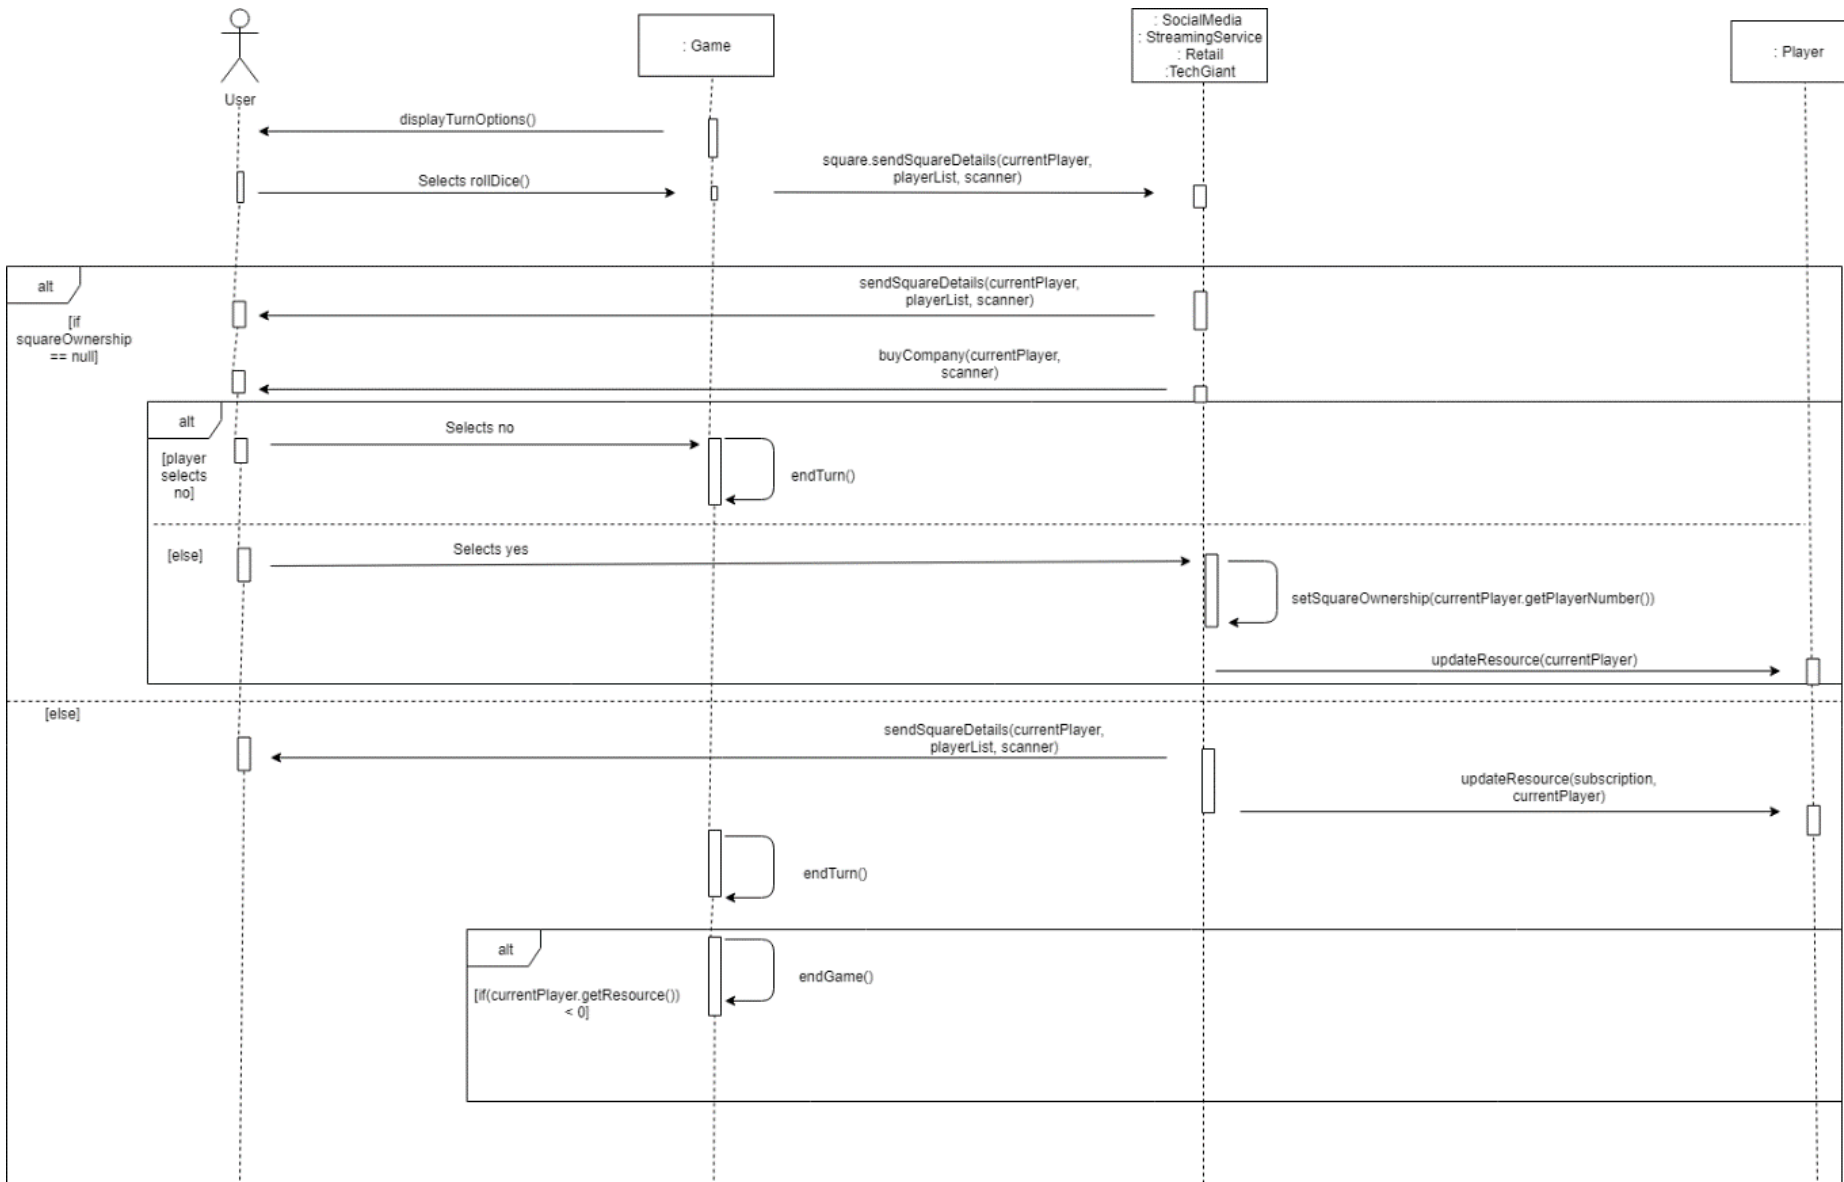 : SocialMedia
: StreamingService
: Retail
:TechGiant
: Game
: Player
User
displayTurnOptions()
square.sendSquareDetails(currentPlayer,
playerList, scanner)
Selects rollDice()
alt
sendSquareDetails(currentPlayer,
playerList, scanner)
[if
squareOwnership
== null]
buyCompany(currentPlayer,
scanner)
alt
Selects no
[player
selects
no]
endTurn()
[else]
Selects yes
setSquareOwnership(currentPlayer.getPlayerNumber())
updateResource(currentPlayer)
[else]
sendSquareDetails(currentPlayer,
playerList, scanner)
updateResource(subscription,
currentPlayer)
endTurn()
alt
endGame()
[if(currentPlayer.getResource())
< 0]